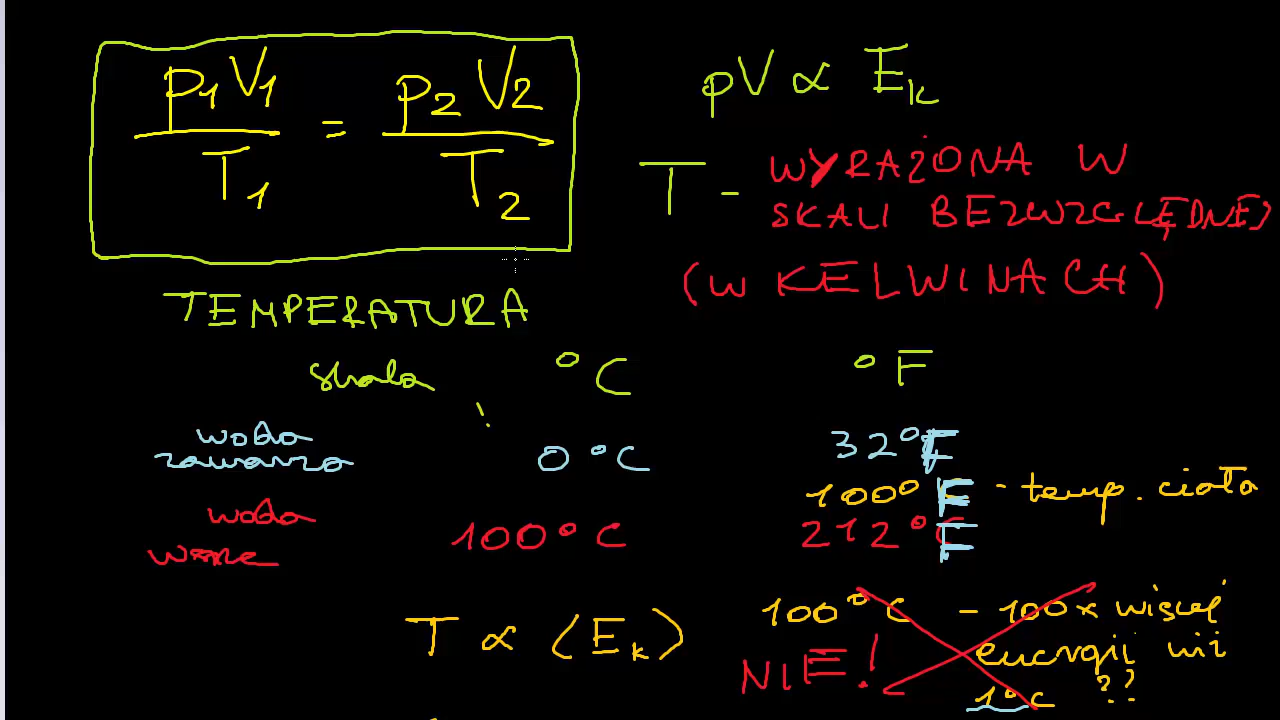 p1V1 / T1 = p2V2 / T2
pV ∝ Ek
T - WYRAŻONA W
SKALI BEZWZGLĘDNEJ
(W KELWINACH)
TEMPERATURA
skala °C °F
woda
zamarza 0 °C 32°F
100° F - temp. ciała
woda
wrze 100°C 212°F
T ∝ (Ek)
100°C - 100x więcej
energii niż
1°C ??
NIE!